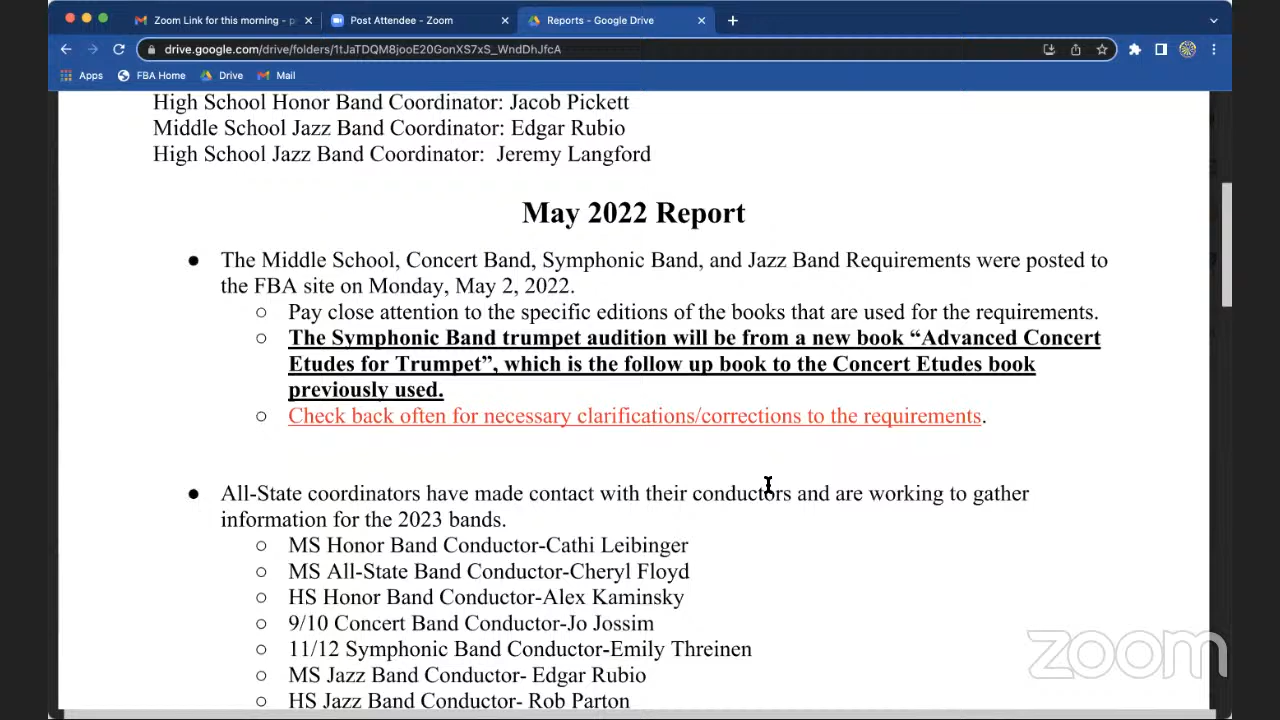 Zoom Link for this morning - p
Post Attendee - Zoom
Reports - Google Drive
drive.google.com/drive/folders/1tJaTDQM8jooE20GonXS7xS_WndDhJfcA
Apps
FBA Home
Drive
Mail
High School Honor Band Coordinator: Jacob Pickett
Middle School Jazz Band Coordinator: Edgar Rubio
High School Jazz Band Coordinator: Jeremy Langford
May 2022 Report
● The Middle School, Concert Band, Symphonic Band, and Jazz Band Requirements were posted to
the FBA site on Monday, May 2, 2022.
○ Pay close attention to the specific editions of the books that are used for the requirements.
○ The Symphonic Band trumpet audition will be from a new book “Advanced Concert
Etudes for Trumpet”, which is the follow up book to the Concert Etudes book
previously used.
○ Check back often for necessary clarifications/corrections to the requirements.
● All-State coordinators have made contact with their conductors and are working to gather
information for the 2023 bands.
○ MS Honor Band Conductor-Cathi Leibinger
○ MS All-State Band Conductor-Cheryl Floyd
○ HS Honor Band Conductor-Alex Kaminsky
○ 9/10 Concert Band Conductor-Jo Jossim
○ 11/12 Symphonic Band Conductor-Emily Threinen
○ MS Jazz Band Conductor- Edgar Rubio
○ HS Jazz Band Conductor- Rob Parton
zoom